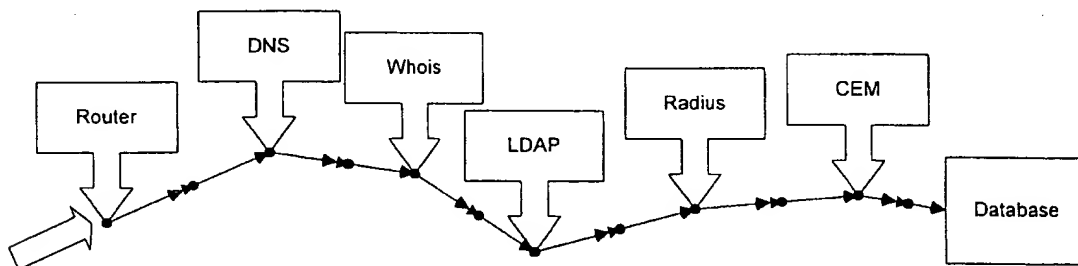 Router
DNS
Whois
LDAP
Radius
CEM
Database